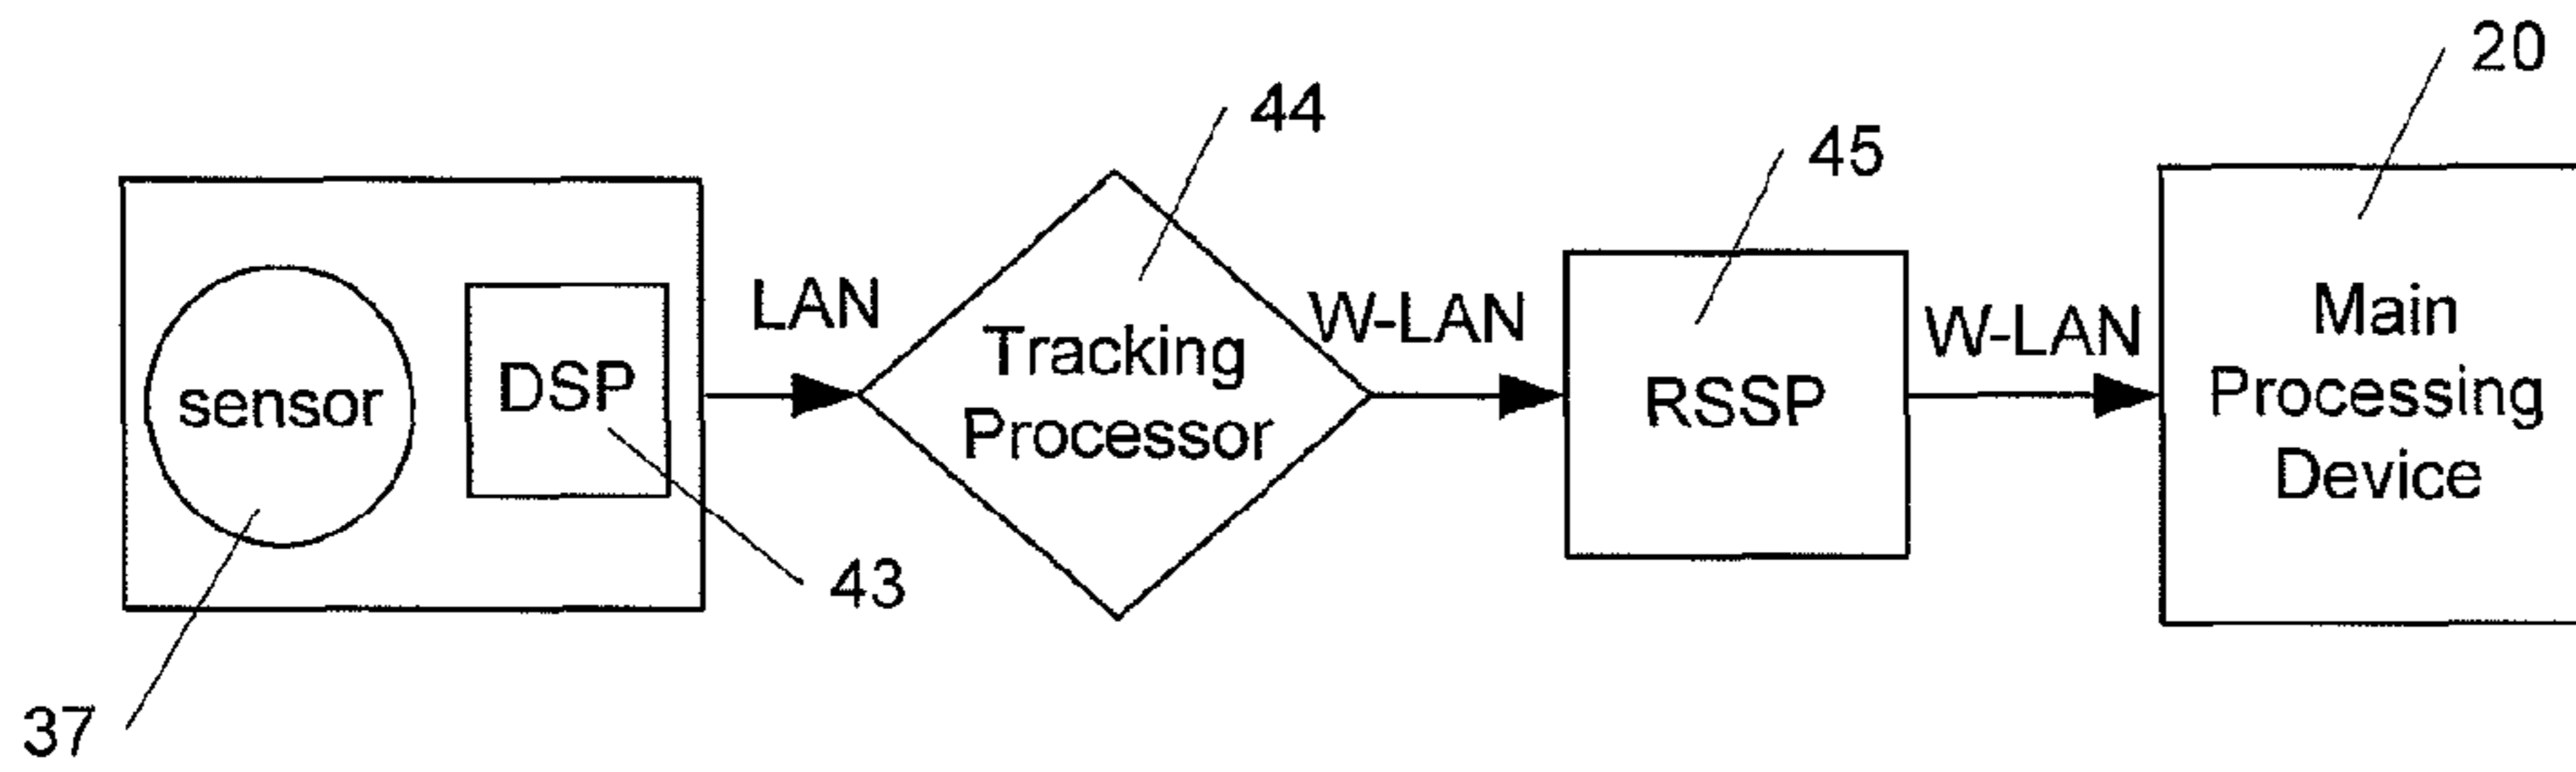 20
44
45
LAN
W-LAN
W-LAN
sensor
DSP
Tracking
Processor
RSSP
Main
Processing
Device
43
37